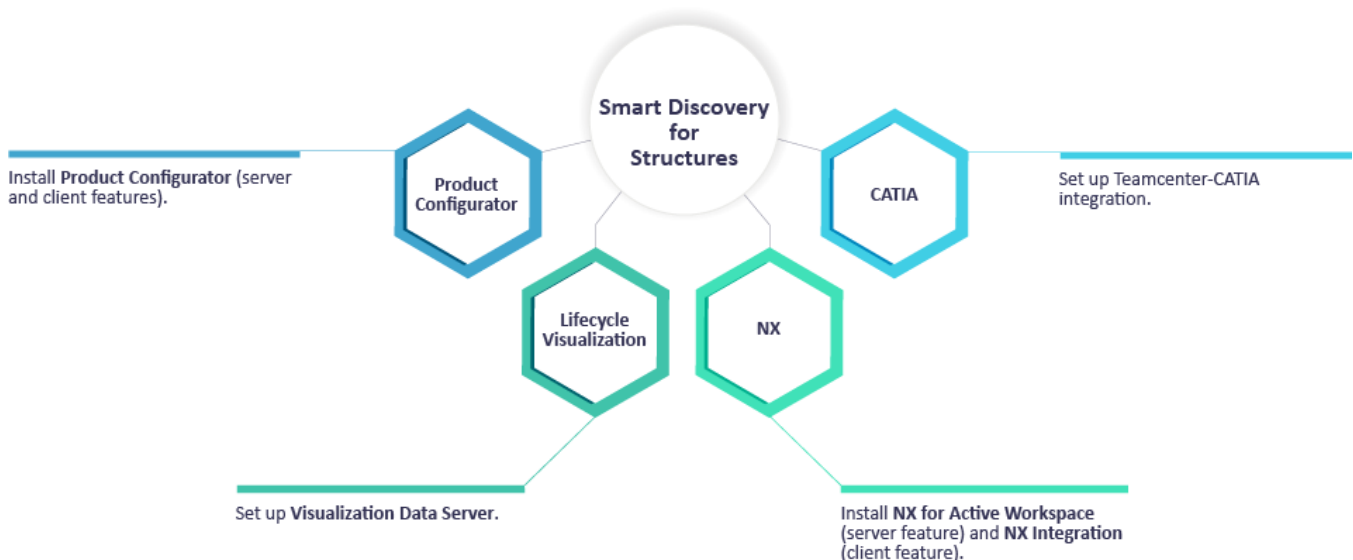 Smart Discovery
for
Structures
Product
Configurator
CATIA
Install Product Configurator (server
and client features).
Set up Teamcenter-CATIA
integration.
Lifecycle
Visualization
NX
Set up Visualization Data Server.
Install NX for Active Workspace
(server feature) and NX Integration
(client feature).